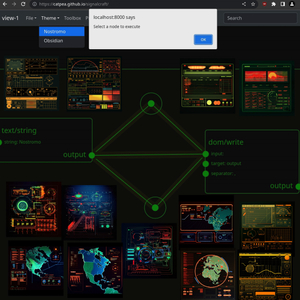 https://catpea.github.io/signalcraft/
localhost:8000 says
Select a node to execute
OK
view-1 File Theme Toolbox Search
Nostromo
Obsidian
text/string
string: Nostromo
output
dom/write
input:
target: output
separator:
output